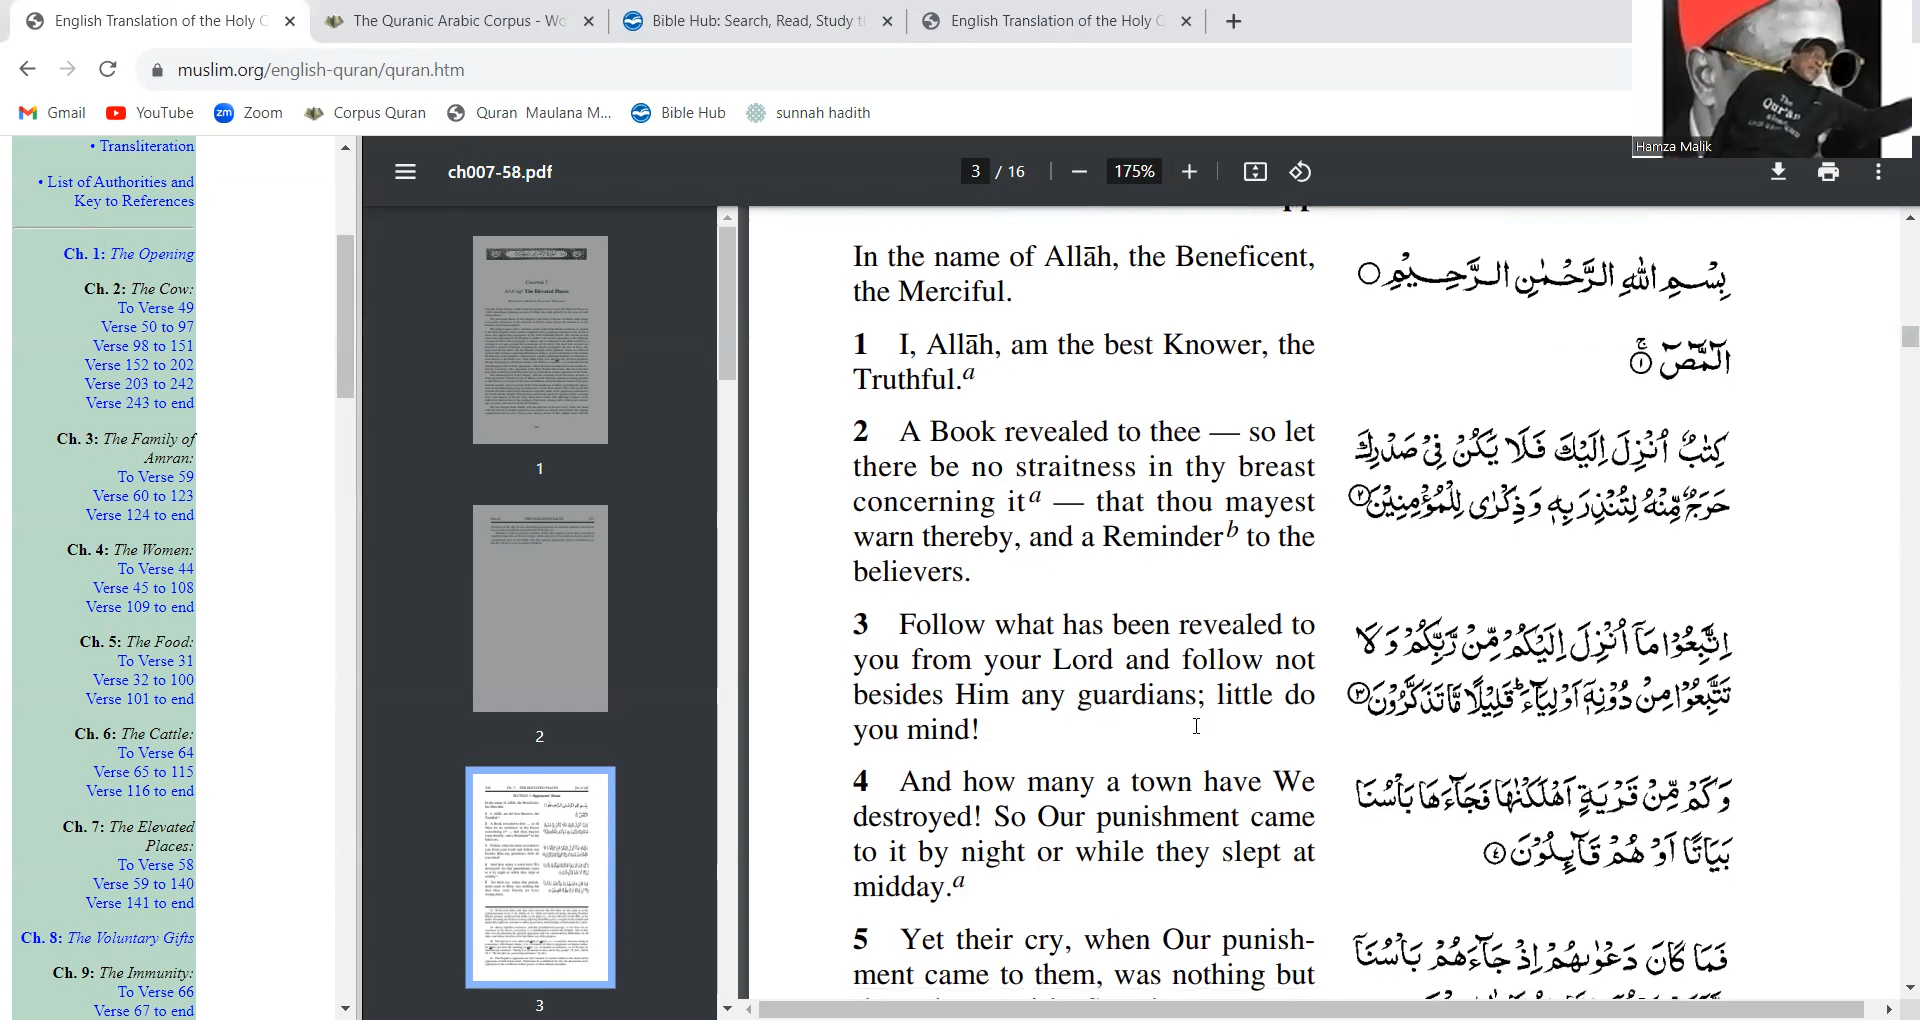 English Translation of the Holy Q
The Quranic Arabic Corpus - Wo
Bible Hub: Search, Read, Study t
English Translation of the Holy Q
muslim.org/english-quran/quran.htm
Gmail
YouTube
zm Zoom
Corpus Quran
Quran Maulana M...
Bible Hub
sunnah hadith
The
Qur'an
Hamza Malik
• Transliteration
• List of Authorities and
Key to References
Ch. 1: The Opening
Ch. 2: The Cow:
To Verse 49
Verse 50 to 97
Verse 98 to 151
Verse 152 to 202
Verse 203 to 242
Verse 243 to end
Ch. 3: The Family of
Amran:
To Verse 59
Verse 60 to 123
Verse 124 to end
Ch. 4: The Women:
To Verse 44
Verse 45 to 108
Verse 109 to end
Ch. 5: The Food:
To Verse 31
Verse 32 to 100
Verse 101 to end
Ch. 6: The Cattle:
To Verse 64
Verse 65 to 115
Verse 116 to end
Ch. 7: The Elevated
Places:
To Verse 58
Verse 59 to 140
Verse 141 to end
Ch. 8: The Voluntary Gifts
Ch. 9: The Immunity:
To Verse 66
Verse 67 to end
ch007-58.pdf
3 / 16
175%
1
2
3
In the name of Allāh, the Beneficent,
the Merciful.
1 I, Allāh, am the best Knower, the
Truthful.a
2 A Book revealed to thee — so let
there be no straitness in thy breast
concerning ita — that thou mayest
warn thereby, and a Reminderb to the
believers.
3 Follow what has been revealed to
you from your Lord and follow not
besides Him any guardians; little do
you mind!
4 And how many a town have We
destroyed! So Our punishment came
to it by night or while they slept at
midday.a
5 Yet their cry, when Our punish-
ment came to them, was nothing but
بِسْمِ اللهِ الرَّحْمٰنِ الرَّحِيْمِ
الٓمّٓصٓ ۚ ۝١
كِتٰبٌ اُنْزِلَ اِلَيْكَ فَلَا يَكُنْ فِيْ صَدْرِكَ
حَرَجٌ مِّنْهُ لِتُنْذِرَ بِهٖ وَ ذِكْرٰى لِلْمُؤْمِنِيْنَ ۝٢
اِتَّبِعُوْا مَآ اُنْزِلَ اِلَيْكُمْ مِّنْ رَّبِّكُمْ وَ لَا
تَتَّبِعُوْا مِنْ دُوْنِهٖٓ اَوْلِيَآءَ ؕ قَلِيْلًا مَّا تَذَكَّرُوْنَ ۝٣
وَ كَمْ مِّنْ قَرْيَةٍ اَهْلَكْنٰهَا فَجَآءَهَا بَاْسُنَا
بَيَاتًا اَوْ هُمْ قَآىِٕلُوْنَ ۝٤
فَمَا كَانَ دَعْوٰىهُمْ اِذْ جَآءَهُمْ بَاْسُنَا